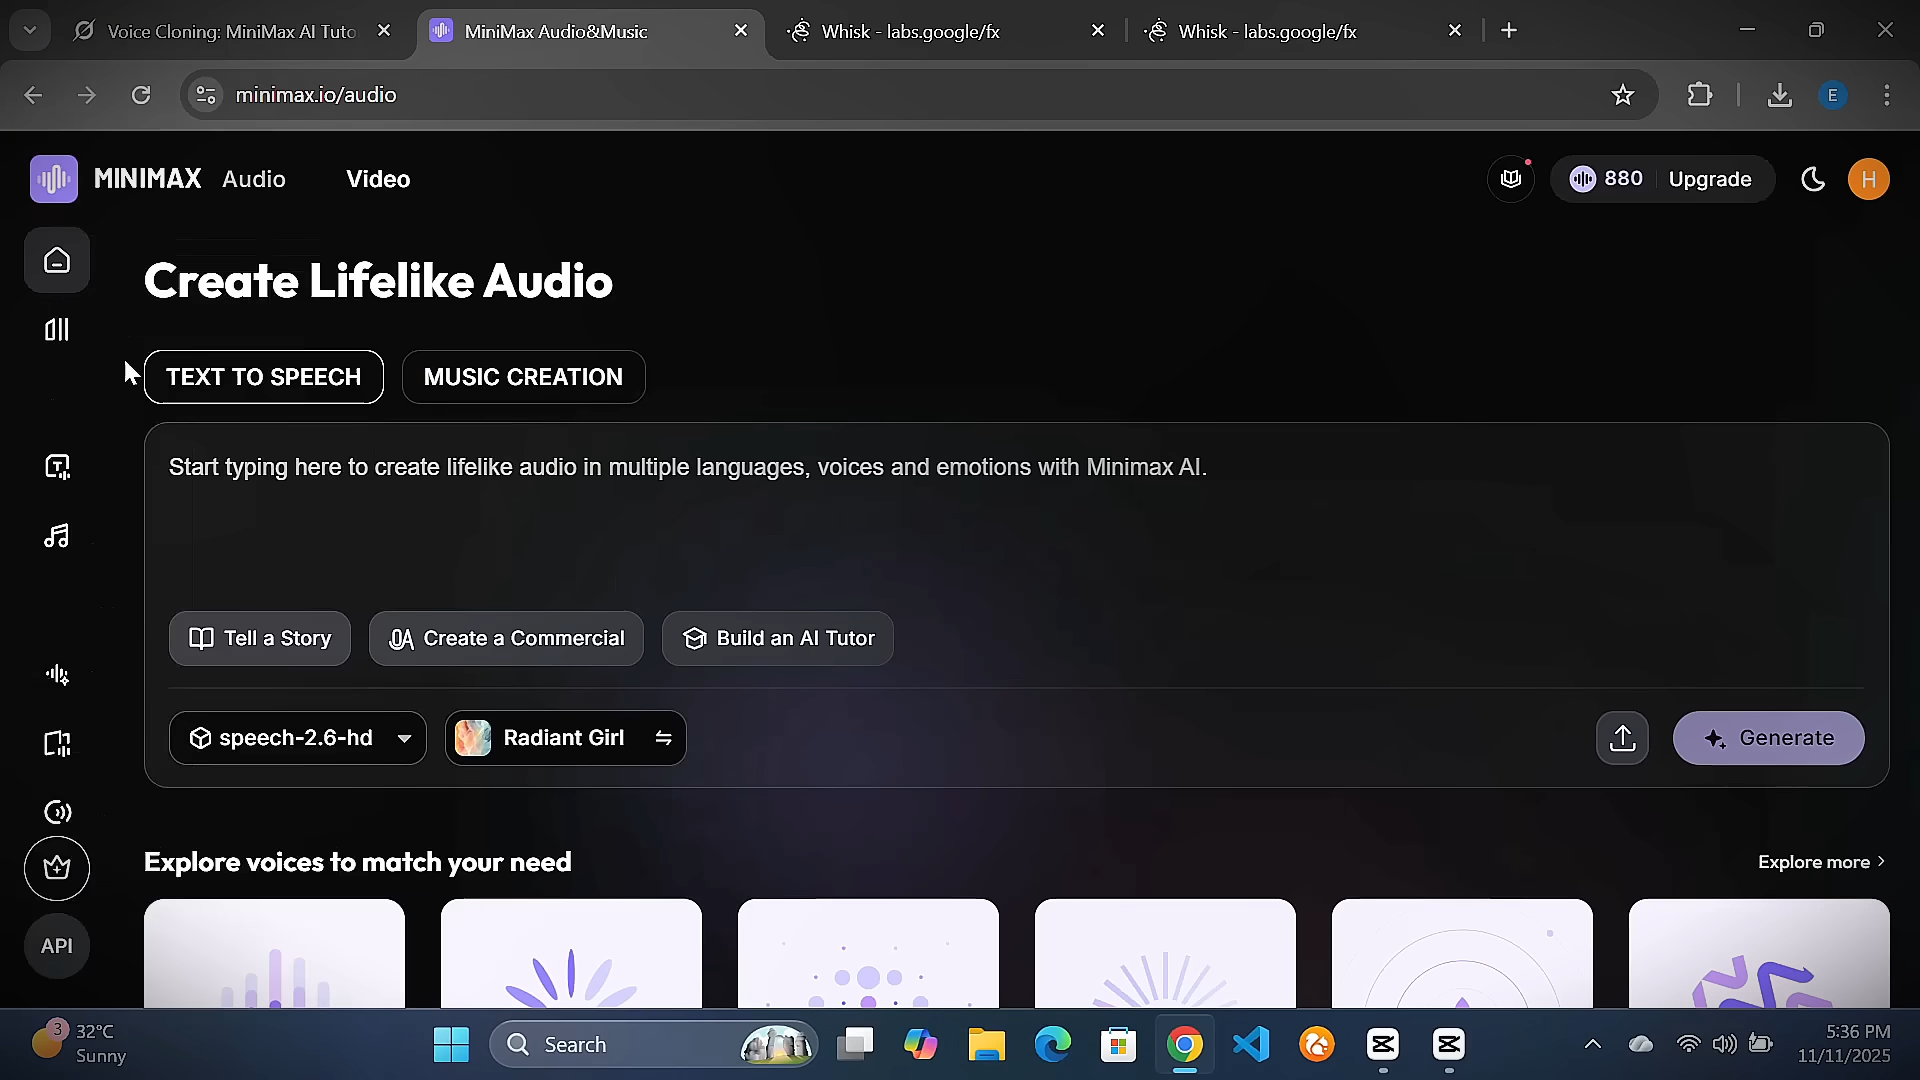 Voice Cloning: MiniMax AI Tuto
MiniMax Audio&Music
Whisk - labs.google/fx
Whisk - labs.google/fx
minimax.io/audio
E
MINIMAX
Audio
Video
880
Upgrade
H
Create Lifelike Audio
TEXT TO SPEECH
MUSIC CREATION
Start typing here to create lifelike audio in multiple languages, voices and emotions with Minimax AI.
Tell a Story
Create a Commercial
Build an AI Tutor
speech-2.6-hd
Radiant Girl
Generate
Explore voices to match your need
Explore more
API
3
32°C
Sunny
Search
5:36 PM
11/11/2025